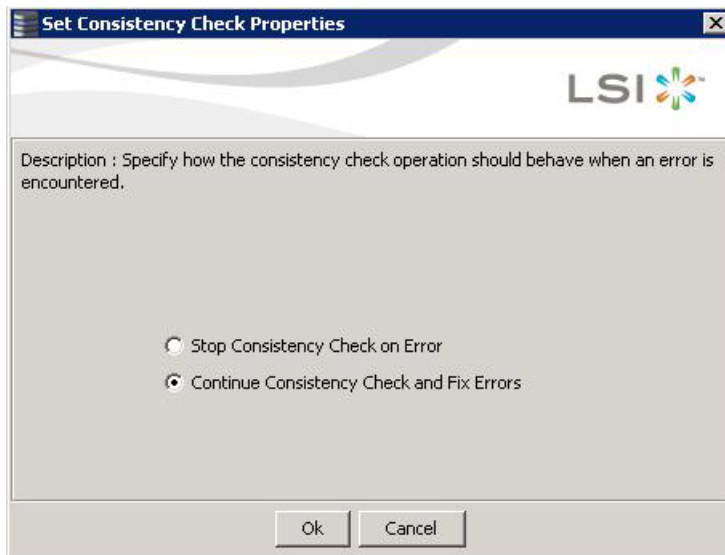 Set Consistency Check Properties
LSI
Description : Specify how the consistency check operation should behave when an error is
encountered.
Stop Consistency Check on Error
Continue Consistency Check and Fix Errors
Ok
Cancel